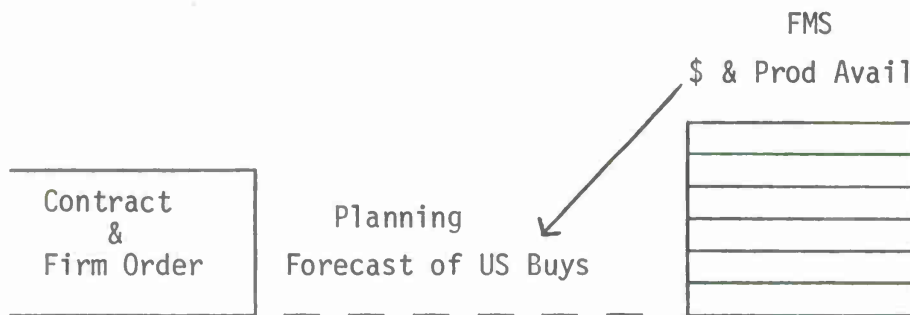 FMS
$ & Prod Avail
Contract
&
Firm Order
Planning
Forecast of US Buys